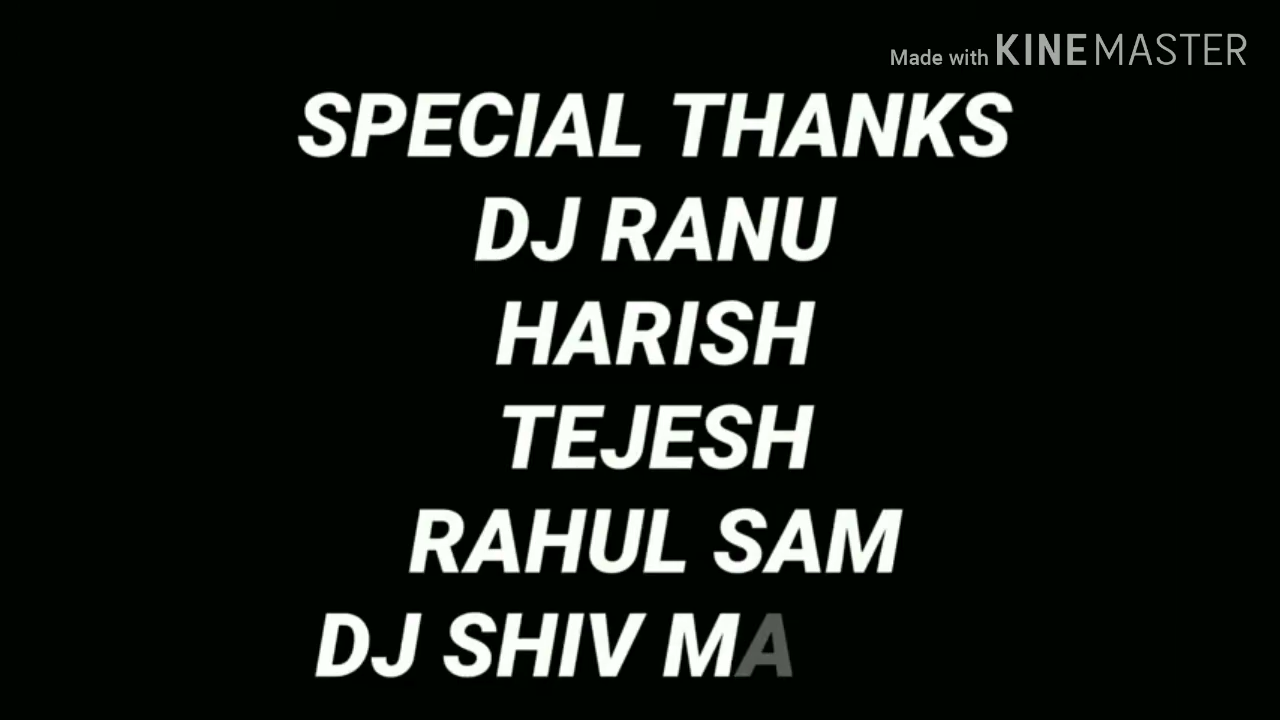 Made with KINEMASTER
SPECIAL THANKS
DJ RANU
HARISH
TEJESH
RAHUL SAM
DJ SHIV MA